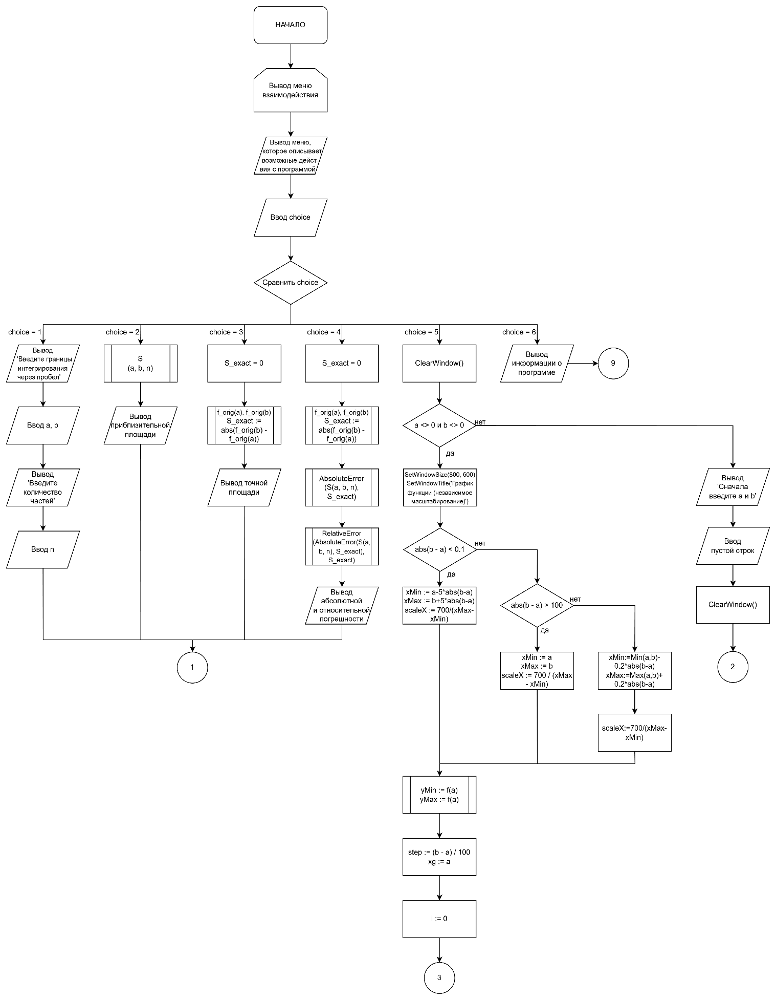 НАЧАЛО
Вывод меню
взаимодействия
Вывод меню,
которое описывает
возможные дейст-
вия с программой
Ввод choice
Сравнить choice
choice = 1
choice = 2
choice = 3
choice = 4
choice = 5
choice = 6
Вывод
'Введите границы
интегрирования
через пробел'
S
(a, b, n)
S_exact = 0
S_exact = 0
ClearWindow()
Вывод
информации о
программе
9
Ввод a, b
Вывод
приблизительной
площади
f_orig(a), f_orig(b)
S_exact :=
abs(f_orig(b) -
f_orig(a))
f_orig(a), f_orig(b)
S_exact :=
abs(f_orig(b) -
f_orig(a))
a <> 0 и b <> 0
нет
да
Вывод
'Введите
количество
частей'
Вывод точной
площади
AbsoluteError
(S(a, b, n),
S_exact)
SetWindowSize(800, 600)
SetWindowTitle('График
функции (независимое
масштабирование)')
Вывод
'Сначала
введите a и b'
Ввод n
RelativeError
(AbsoluteError(S(a,
b, n), S_exact),
S_exact)
abs(b - a) < 0.1
нет
да
Ввод
пустой строк
Вывод
абсолютной
и относительной
погрешности
xMin := a-5*abs(b-a)
xMax := b+5*abs(b-a)
scaleX := 700/(xMax-
xMin)
abs(b - a) > 100
нет
да
ClearWindow()
1
xMin := a
xMax := b
scaleX := 700 / (xMax
- xMin)
xMin:=Min(a,b)-
0.2*abs(b-a)
xMax:=Max(a,b)+
0.2*abs(b-a)
2
scaleX:=700/(xMax-
xMin)
yMin := f(a)
yMax := f(a)
step := (b - a) / 100
xg := a
i := 0
3